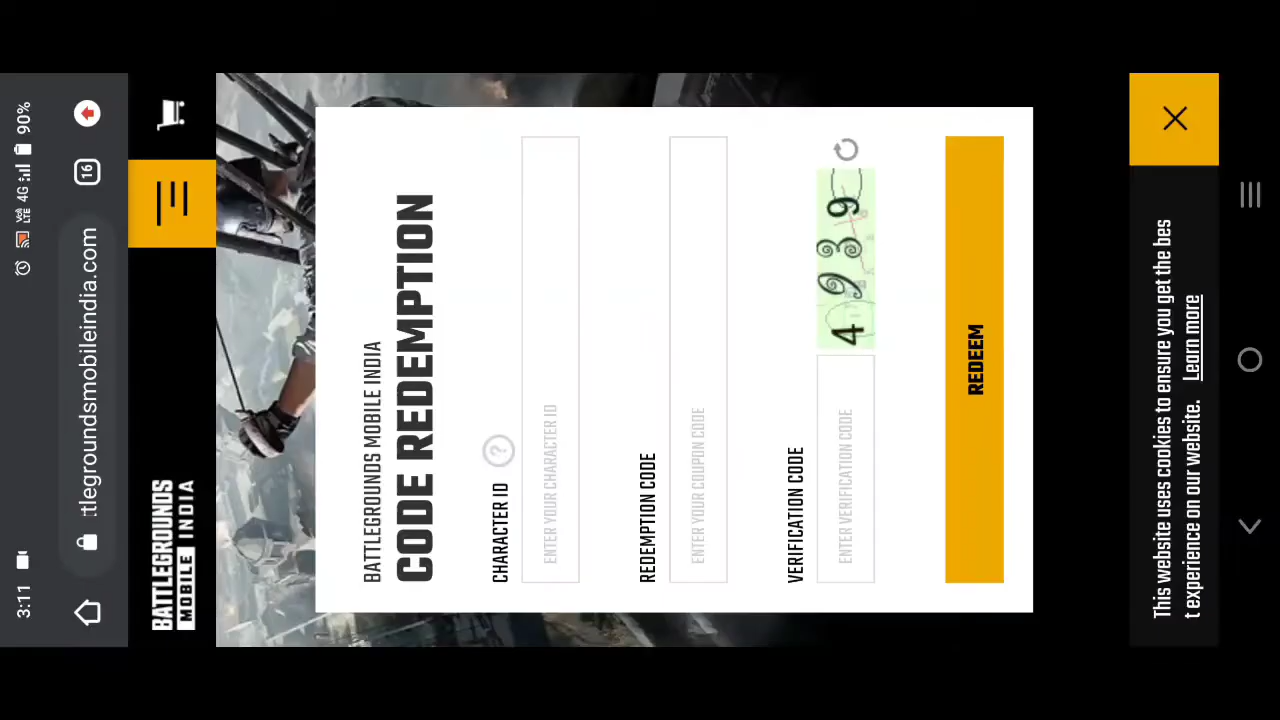 3:11 4G VoLTE 90%
:tlegroundsmobileindia.com 16
BATTLEGROUNDS
MOBILE INDIA
BATTLEGROUNDS MOBILE INDIA
CODE REDEMPTION
CHARACTER ID ?
ENTER YOUR CHARACTER ID
REDEMPTION CODE
ENTER YOUR COUPON CODE
VERIFICATION CODE
ENTER VERIFICATION CODE 4939
REDEEM
This website uses cookies to ensure you get the bes
t experience on our website. Learn more